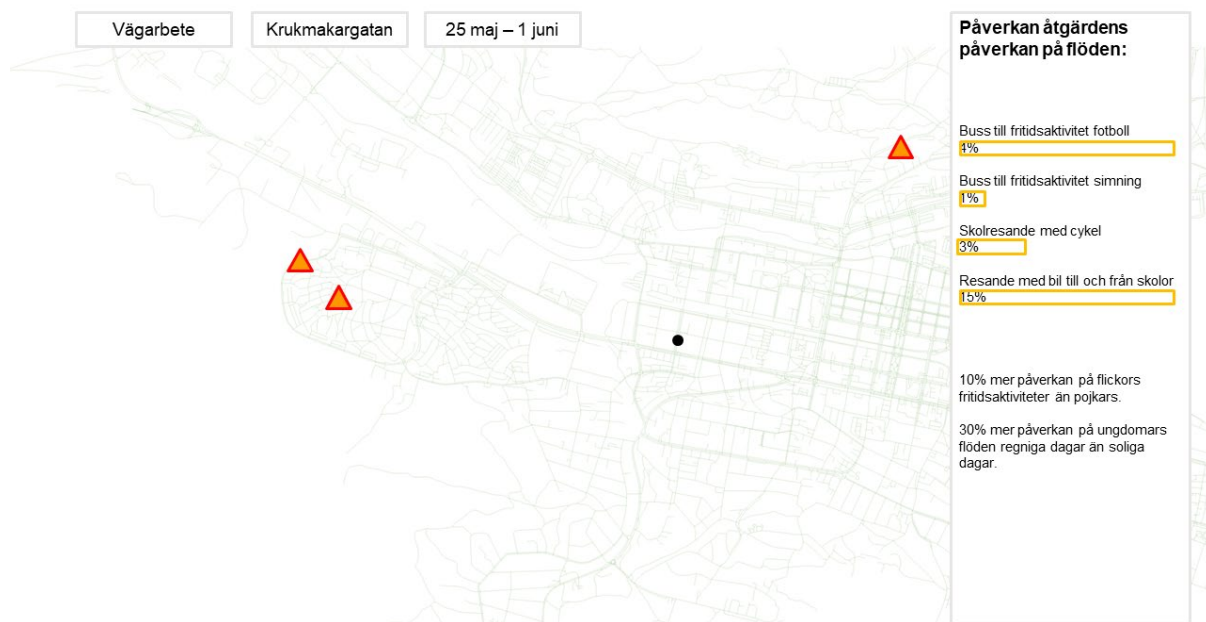 Vägarbete
Krukmakargatan
25 maj – 1 juni
Påverkan åtgärdens
påverkan på flöden:
Buss till fritidsaktivitet fotboll
4%
Buss till fritidsaktivitet simning
1%
Skolresande med cykel
3%
Resande med bil till och från skolor
15%
10% mer påverkan på flickors
fritidsaktiviteter än pojkars.
30% mer påverkan på ungdomars
flöden regniga dagar än soliga
dagar.